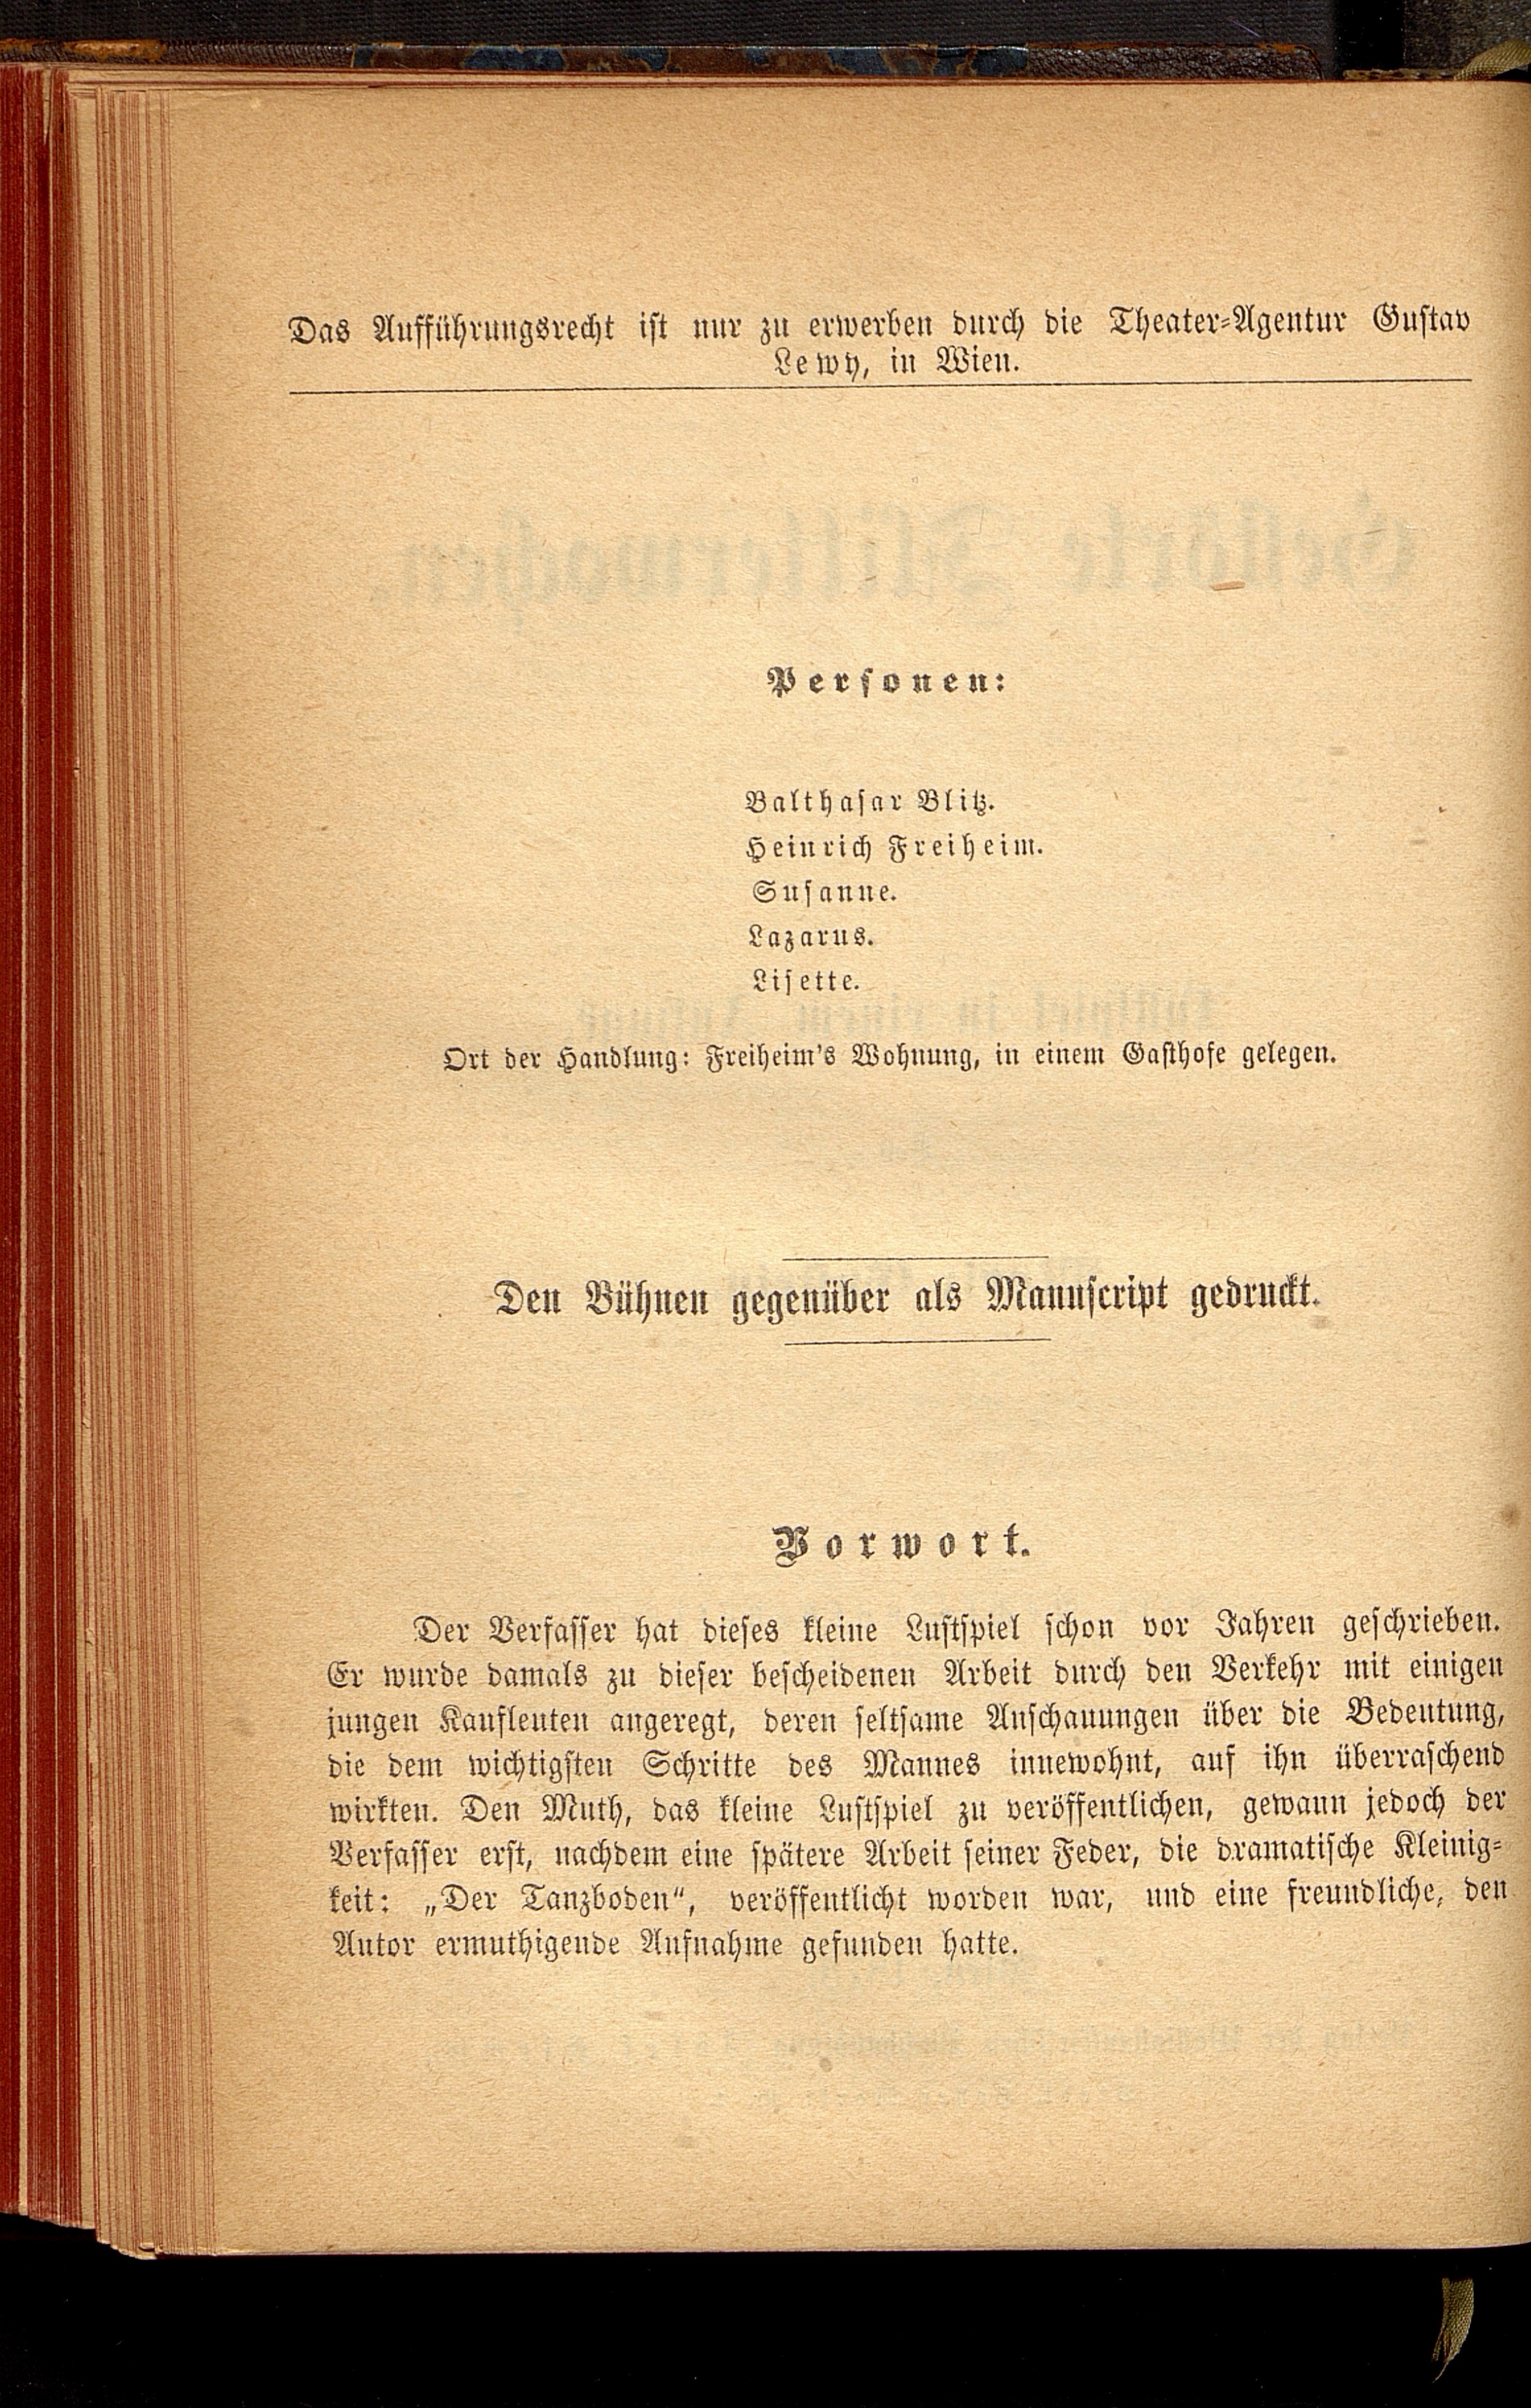 Das Aufführungsrecht ist nur zu erwerben durch die Theater-Agentur Gustav
Lewy, in Wien.
Personen:
Balthasar Blitz.
Heinrich Freiheim.
Susanne.
Lazarus.
Lisette.
Ort der Handlung: Freiheim's Wohnung, in einem Gasthofe gelegen.
Den Bühnen gegenüber als Manuscript gedruckt.
Vorwort.
Der Verfasser hat dieses kleine Lustspiel schon vor Jahren geschrieben.
Er wurde damals zu dieser bescheidenen Arbeit durch den Verkehr mit einigen
jungen Kaufleuten angeregt, deren seltsame Anschauungen über die Bedeutung,
die dem wichtigsten Schritte des Mannes innewohnt, auf ihn überraschend
wirkten. Den Muth, das kleine Lustspiel zu veröffentlichen, gewann jedoch der
Verfasser erst, nachdem eine spätere Arbeit seiner Feder, die dramatische Kleinig-
keit: „Der Tanzboden“, veröffentlicht worden war, und eine freundliche, den
Autor ermuthigende Aufnahme gefunden hatte.